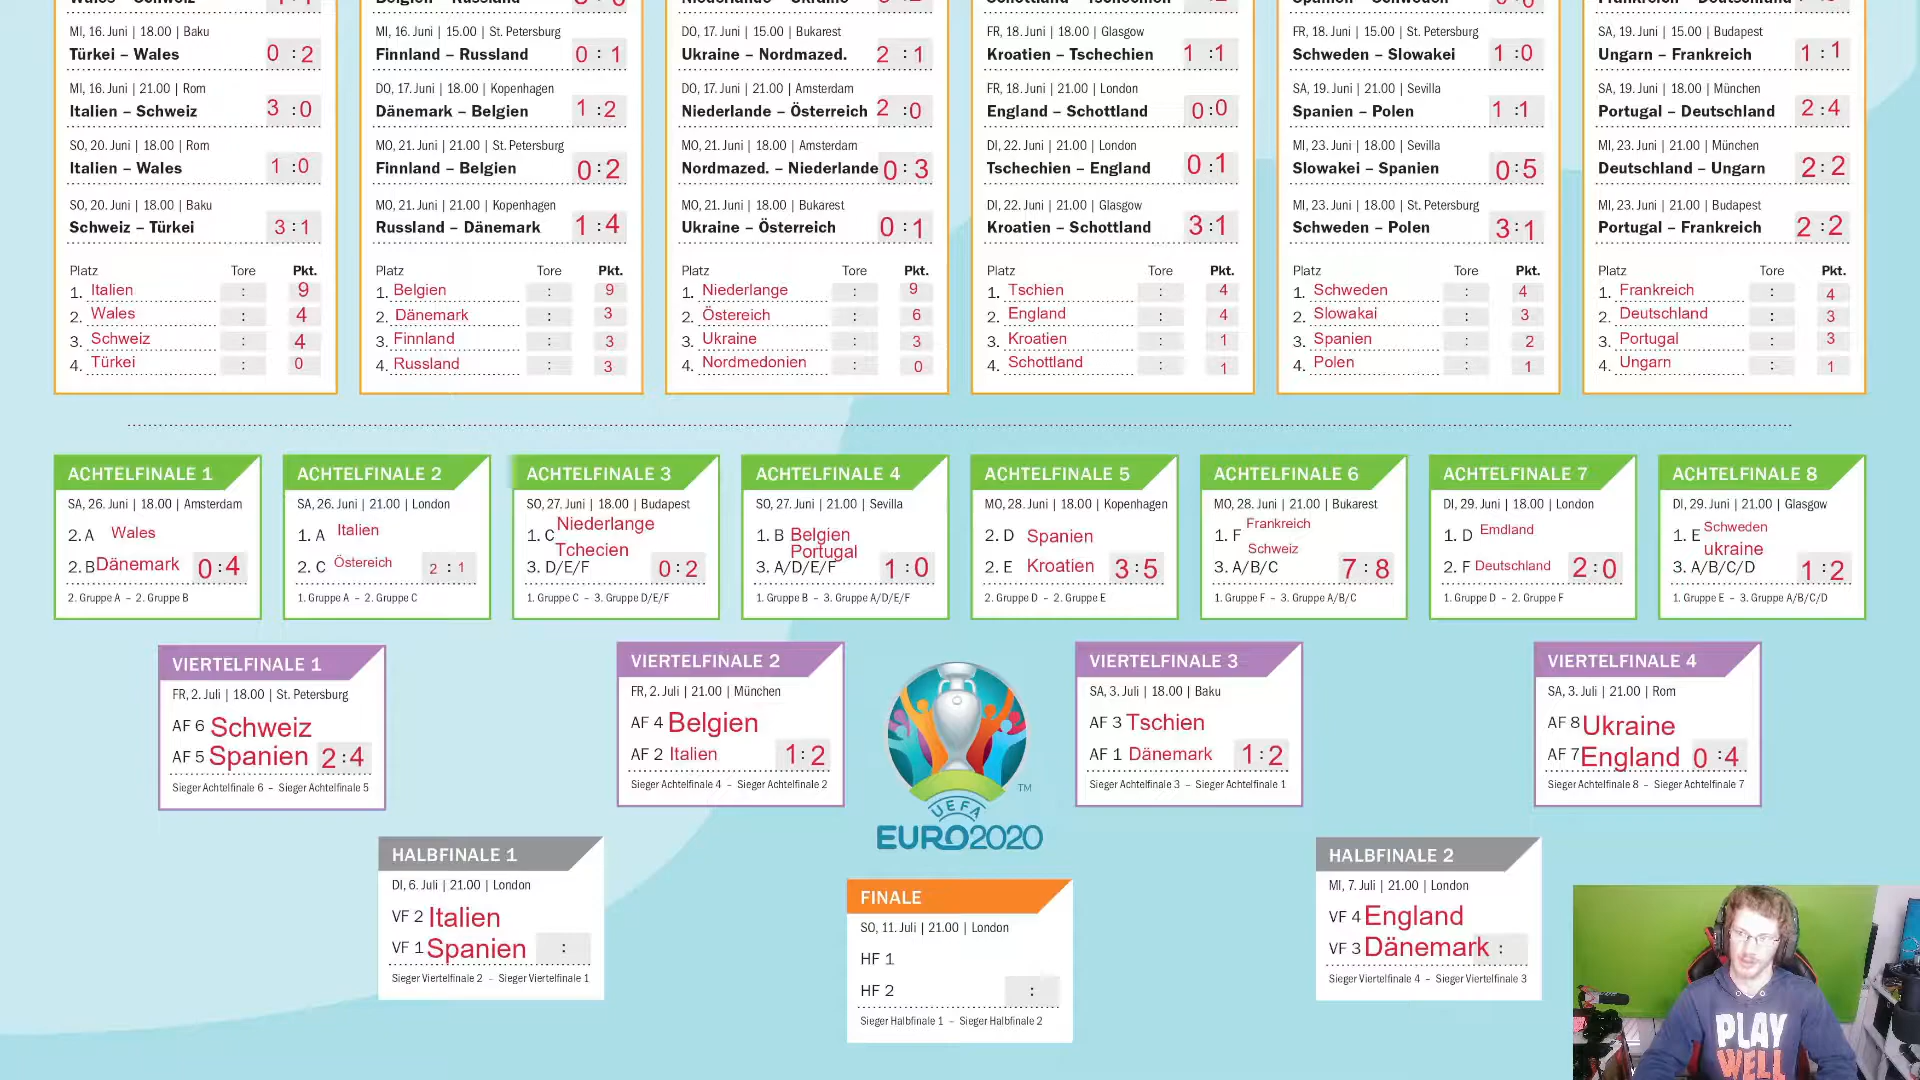 MI, 16. Juni | 18.00 | Baku
Türkei – Wales 0 : 2
MI, 16. Juni | 21.00 | Rom
Italien – Schweiz 3 : 0
SO, 20. Juni | 18.00 | Rom
Italien – Wales 1 : 0
SO, 20. Juni | 18.00 | Baku
Schweiz – Türkei 3 : 1
Platz Tore Pkt.
1. Italien : 9
2. Wales : 4
3. Schweiz : 4
4. Türkei : 0
MI, 16. Juni | 15.00 | St. Petersburg
Finnland – Russland 0 : 1
DO, 17. Juni | 18.00 | Kopenhagen
Dänemark – Belgien 1 : 2
MO, 21. Juni | 21.00 | St. Petersburg
Finnland – Belgien 0 : 2
MO, 21. Juni | 21.00 | Kopenhagen
Russland – Dänemark 1 : 4
Platz Tore Pkt.
1. Belgien : 9
2. Dänemark : 3
3. Finnland : 3
4. Russland : 3
DO, 17. Juni | 15.00 | Bukarest
Ukraine – Nordmazed. 2 : 1
DO, 17. Juni | 21.00 | Amsterdam
Niederlande – Österreich 2 : 0
MO, 21. Juni | 18.00 | Amsterdam
Nordmazed. – Niederlande 0 : 3
MO, 21. Juni | 18.00 | Bukarest
Ukraine – Österreich 0 : 1
Platz Tore Pkt.
1. Niederlange : 9
2. Östereich : 6
3. Ukraine : 3
4. Nordmedonien : 0
FR, 18. Juni | 18.00 | Glasgow
Kroatien – Tschechien 1 : 1
FR, 18. Juni | 21.00 | London
England – Schottland 0 : 0
DI, 22. Juni | 21.00 | London
Tschechien – England 0 : 1
DI, 22. Juni | 21.00 | Glasgow
Kroatien – Schottland 3 : 1
Platz Tore Pkt.
1. Tschien : 4
2. England : 4
3. Kroatien : 1
4. Schottland : 1
FR, 18. Juni | 15.00 | St. Petersburg
Schweden – Slowakei 1 : 0
SA, 19. Juni | 21.00 | Sevilla
Spanien – Polen 1 : 1
MI, 23. Juni | 18.00 | Sevilla
Slowakei – Spanien 0 : 5
MI, 23. Juni | 18.00 | St. Petersburg
Schweden – Polen 3 : 1
Platz Tore Pkt.
1. Schweden : 4
2. Slowakai : 3
3. Spanien : 2
4. Polen : 1
SA, 19. Juni | 15.00 | Budapest
Ungarn – Frankreich 1 : 1
SA, 19. Juni | 18.00 | München
Portugal – Deutschland 2 : 4
MI, 23. Juni | 21.00 | München
Deutschland – Ungarn 2 : 2
MI, 23. Juni | 21.00 | Budapest
Portugal – Frankreich 2 : 2
Platz Tore Pkt.
1. Frankreich : 4
2. Deutschland : 3
3. Portugal : 3
4. Ungarn : 1
ACHTELFINALE 1
SA, 26. Juni | 18.00 | Amsterdam
2. A Wales
2. B Dänemark 0 : 4
2. Gruppe A – 2. Gruppe B
ACHTELFINALE 2
SA, 26. Juni | 21.00 | London
1. A Italien
2. C Östereich 2 : 1
1. Gruppe A – 2. Gruppe C
ACHTELFINALE 3
SO, 27. Juni | 18.00 | Budapest
1. C Niederlange
Tchecien
3. D/E/F 0 : 2
1. Gruppe C – 3. Gruppe D/E/F
ACHTELFINALE 4
SO, 27. Juni | 21.00 | Sevilla
1. B Belgien
Portugal
3. A/D/E/F 1 : 0
1. Gruppe B – 3. Gruppe A/D/E/F
ACHTELFINALE 5
MO, 28. Juni | 18.00 | Kopenhagen
2. D Spanien
2. E Kroatien 3 : 5
2. Gruppe D – 2. Gruppe E
ACHTELFINALE 6
MO, 28. Juni | 21.00 | Bukarest
1. F Frankreich
Schweiz
3. A/B/C 7 : 8
1. Gruppe F – 3. Gruppe A/B/C
ACHTELFINALE 7
DI, 29. Juni | 18.00 | London
1. D Emdland
2. F Deutschland 2 : 0
1. Gruppe D – 2. Gruppe F
ACHTELFINALE 8
DI, 29. Juni | 21.00 | Glasgow
1. E Schweden
ukraine
3. A/B/C/D 1 : 2
1. Gruppe E – 3. Gruppe A/B/C/D
VIERTELFINALE 1
FR, 2. Juli | 18.00 | St. Petersburg
AF 6 Schweiz
AF 5 Spanien 2 : 4
Sieger Achtelfinale 6 – Sieger Achtelfinale 5
VIERTELFINALE 2
FR, 2. Juli | 21.00 | München
AF 4 Belgien
AF 2 Italien 1 : 2
Sieger Achtelfinale 4 – Sieger Achtelfinale 2
VIERTELFINALE 3
SA, 3. Juli | 18.00 | Baku
AF 3 Tschien
AF 1 Dänemark 1 : 2
Sieger Achtelfinale 3 – Sieger Achtelfinale 1
VIERTELFINALE 4
SA, 3. Juli | 21.00 | Rom
AF 8 Ukraine
AF 7 England 0 : 4
Sieger Achtelfinale 8 – Sieger Achtelfinale 7
TM
UEFA
EURO2020
HALBFINALE 1
DI, 6. Juli | 21.00 | London
VF 2 Italien
VF 1 Spanien :
Sieger Viertelfinale 2 – Sieger Viertelfinale 1
FINALE
SO, 11. Juli | 21.00 | London
HF 1
HF 2 :
Sieger Halbfinale 1 – Sieger Halbfinale 2
HALBFINALE 2
MI, 7. Juli | 21.00 | London
VF 4 England
VF 3 Dänemark :
Sieger Viertelfinale 4 – Sieger Viertelfinale 3
PLAY
WELL